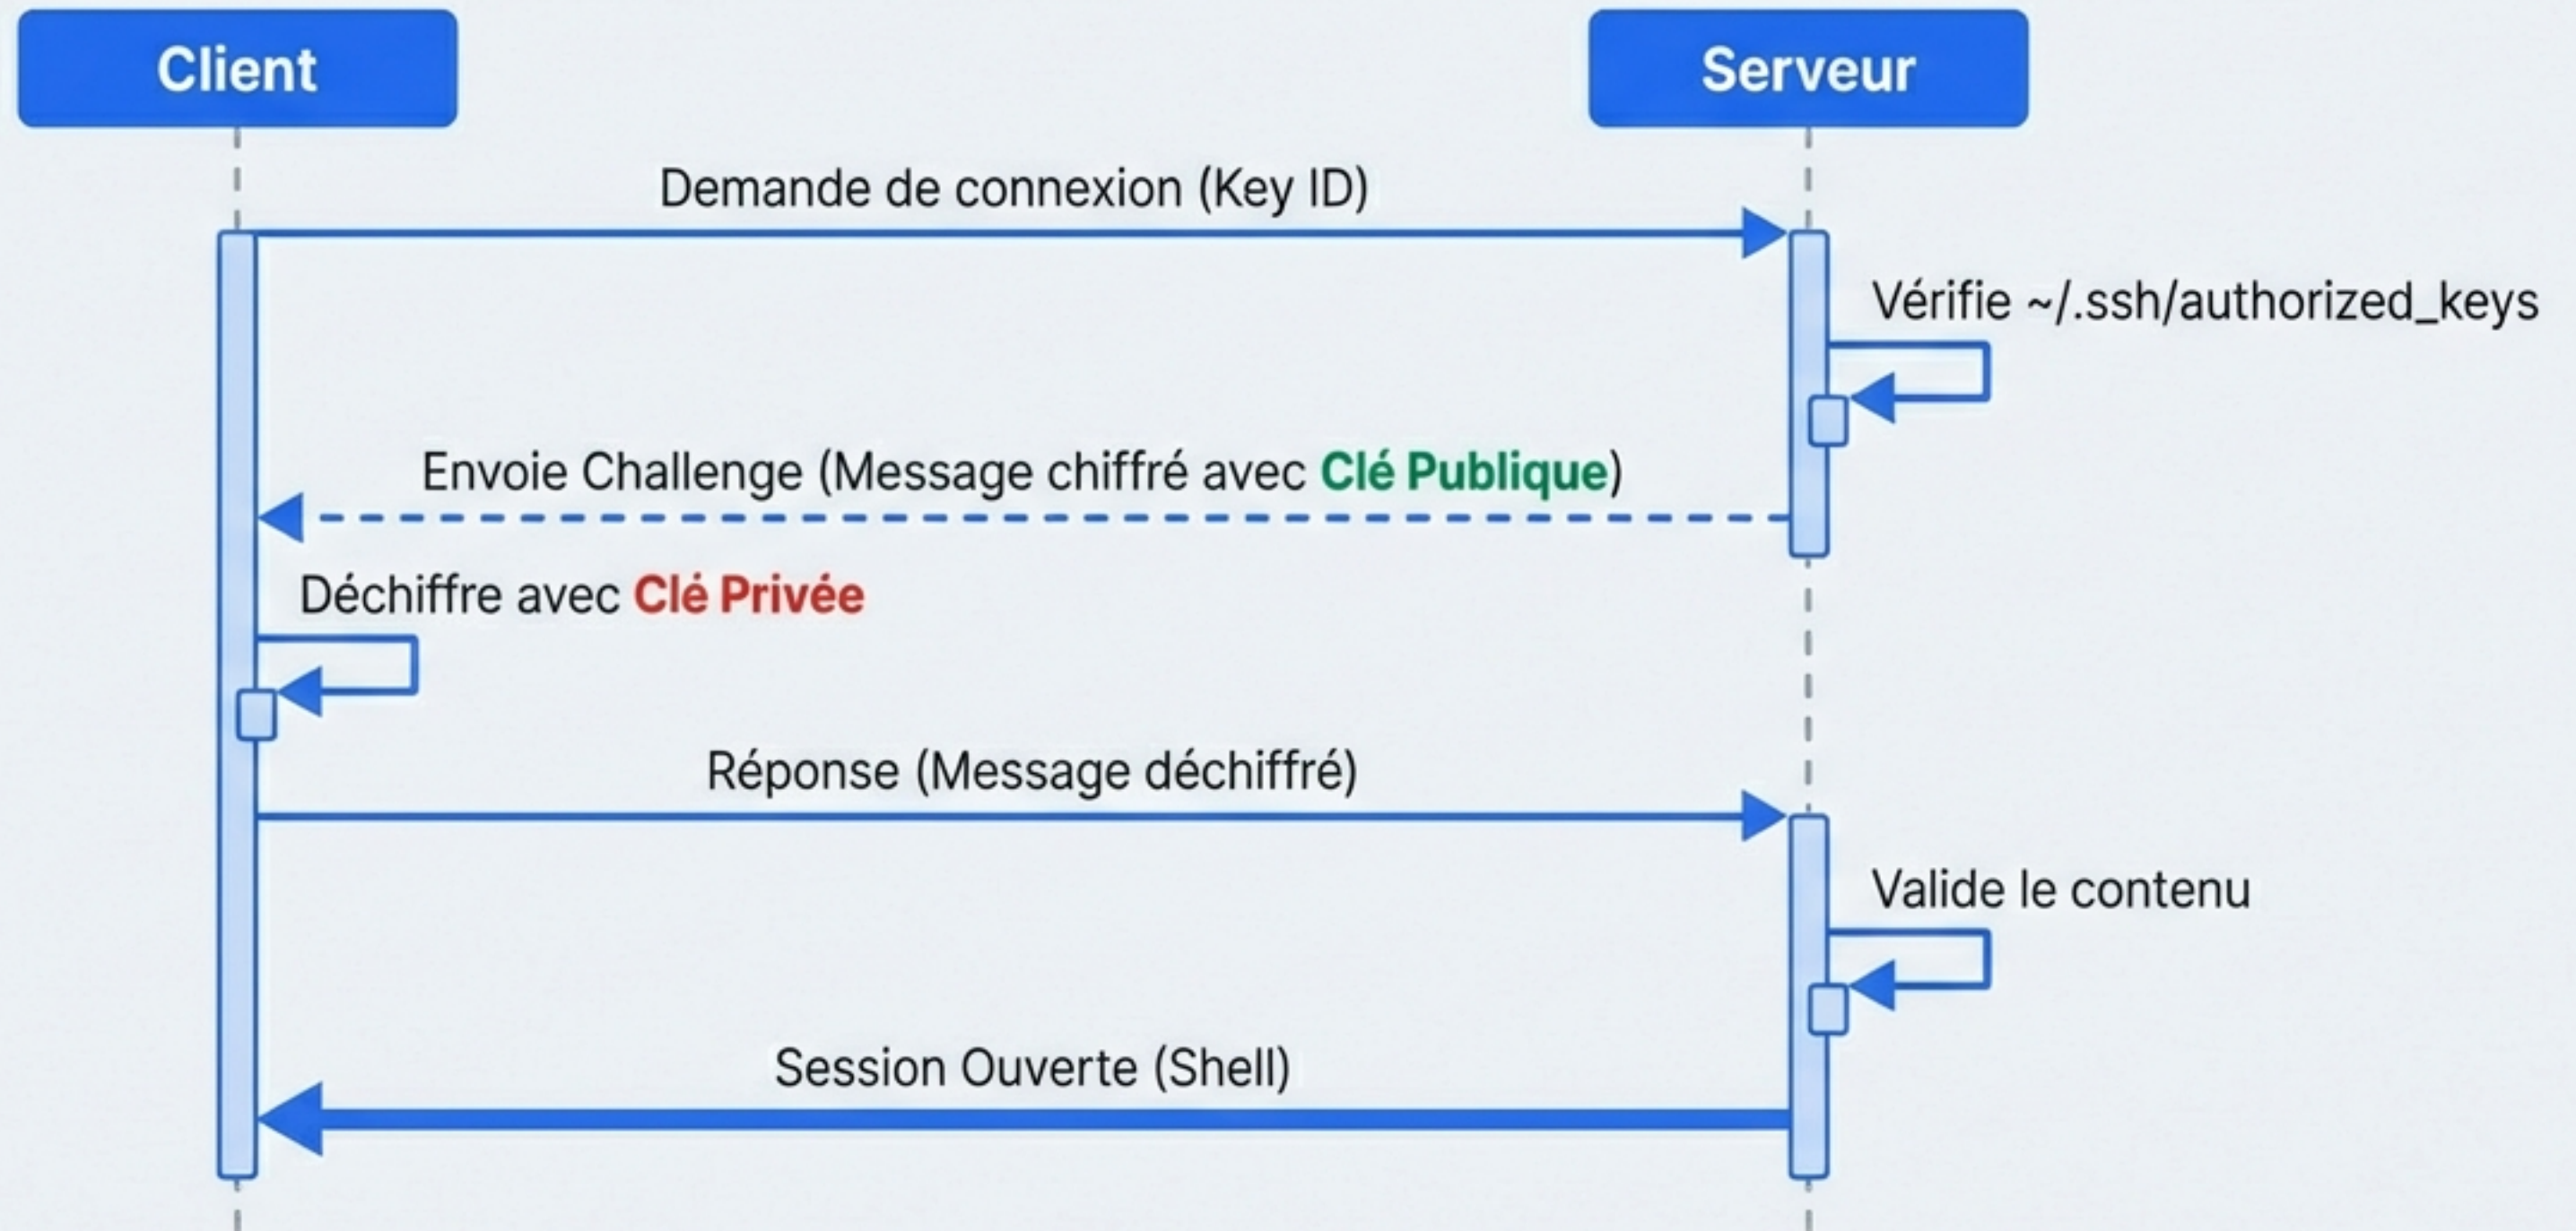 Client
Serveur
Demande de connexion (Key ID)
Vérifie ~/.ssh/authorized_keys
Envoie Challenge (Message chiffré avec Clé Publique)
Déchiffre avec Clé Privée
Réponse (Message déchiffré)
Valide le contenu
Session Ouverte (Shell)